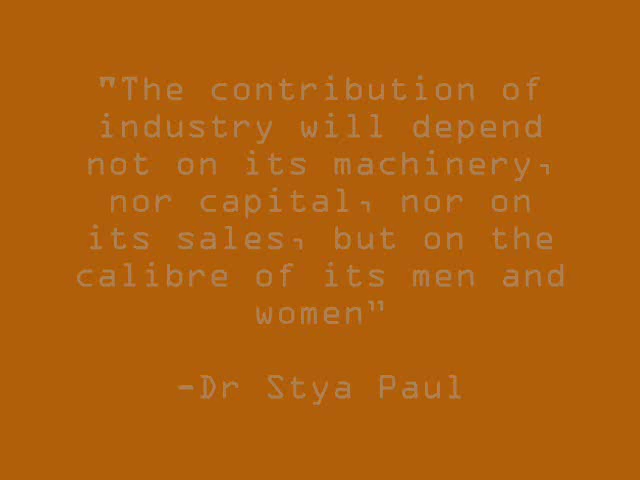 "The contribution of
industry will depend
not on its machinery,
nor capital, nor on
its sales, but on the
calibre of its men and
women”

-Dr Stya Paul